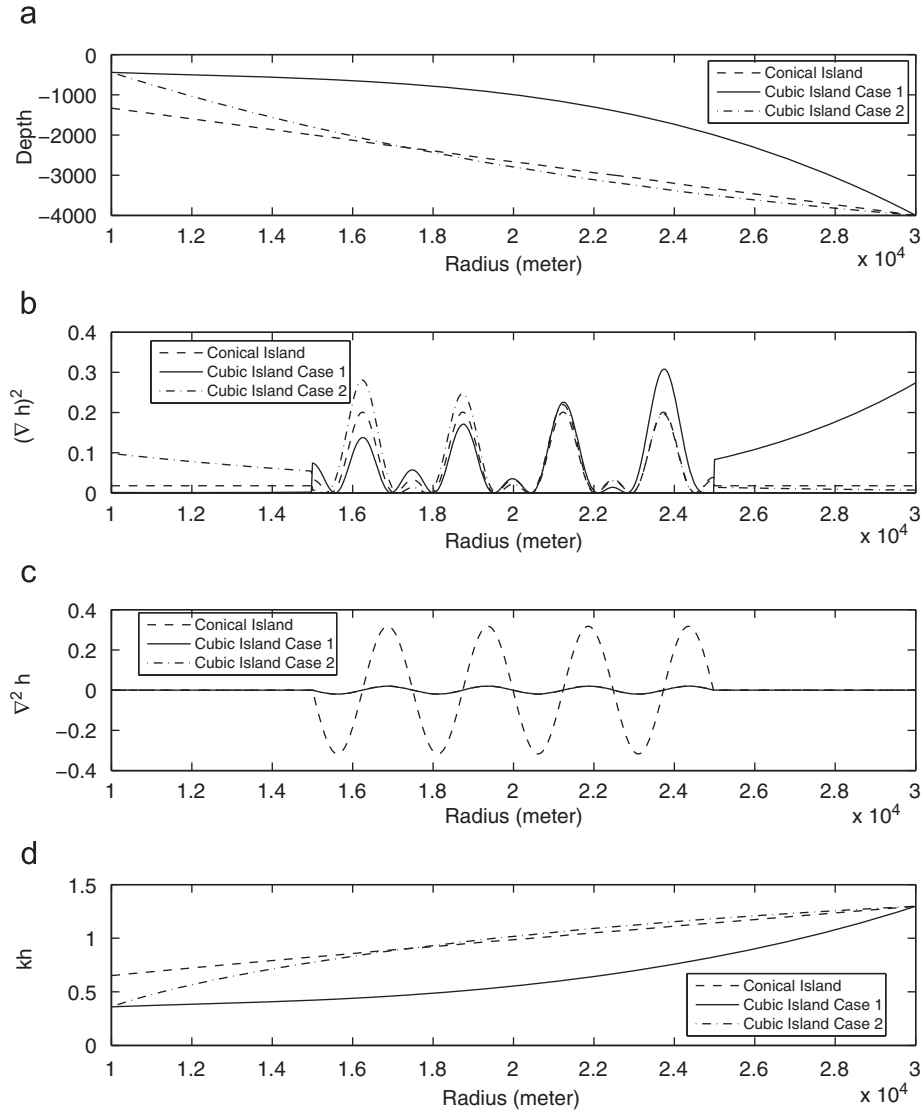 a
0
−1000
−2000
−3000
−4000
Depth
Conical Island
Cubic Island Case 1
Cubic Island Case 2
1 1.2 1.4 1.6 1.8 2 2.2 2.4 2.6 2.8 3
Radius (meter)
x 10^4
b
0.4
0.3
0.2
0.1
0
(∇ h)^2
Conical Island
Cubic Island Case 1
Cubic Island Case 2
1 1.2 1.4 1.6 1.8 2 2.2 2.4 2.6 2.8 3
Radius (meter)
x 10^4
c
0.4
0.2
0
−0.2
−0.4
∇^2 h
Conical Island
Cubic Island Case 1
Cubic Island Case 2
1 1.2 1.4 1.6 1.8 2 2.2 2.4 2.6 2.8 3
Radius (meter)
x 10^4
d
1.5
1
0.5
0
kh
Conical Island
Cubic Island Case 1
Cubic Island Case 2
1 1.2 1.4 1.6 1.8 2 2.2 2.4 2.6 2.8 3
Radius (meter)
x 10^4